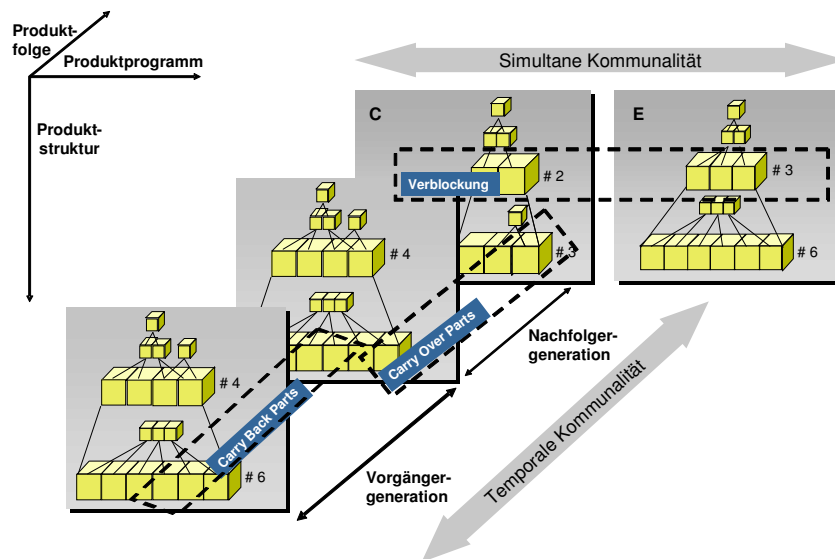 Produkt-
folge
Produktprogramm
Produkt-
struktur
Simultane Kommunalität
C
E
# 2
# 3
Verblockung
# 3
# 6
# 4
# 4
# 6
Carry Over Parts
Carry Back Parts
Nachfolger-
generation
Vorgänger-
generation
Temporale Kommunalität